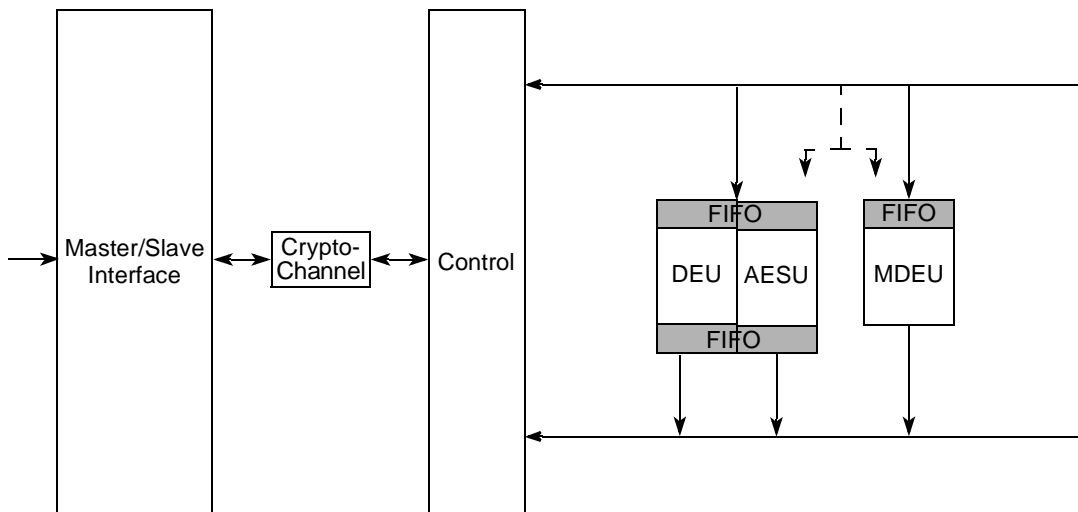 Master/Slave
Interface
Crypto-
Channel
Control
FIFO
DEU
AESU
FIFO
FIFO
MDEU